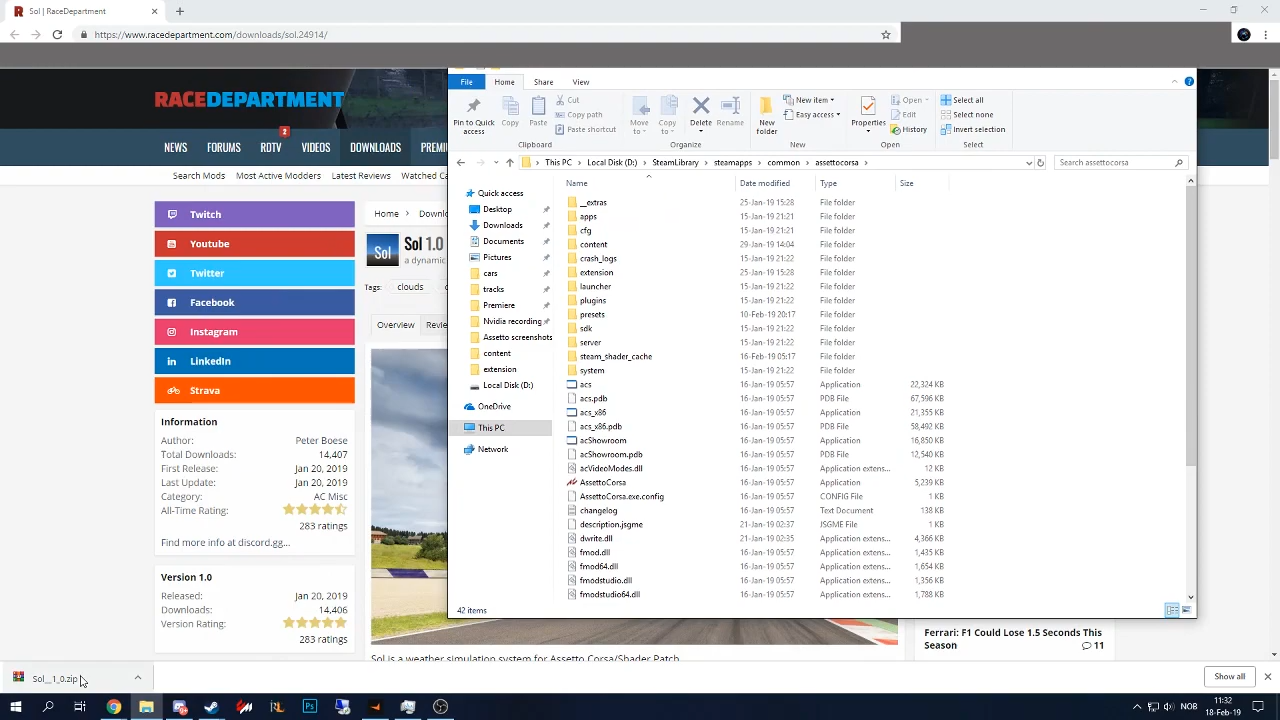 Sol | RaceDepartment
https://www.racedepartment.com/downloads/sol.24914/
RACEDEPARTMENT
NEWS FORUMS RDTV 2 VIDEOS DOWNLOADS PREMI
Search Mods Most Active Modders Latest Reviews Watched Ca
Twitch
Youtube
Twitter
Facebook
Instagram
LinkedIn
Strava
Information
Author: Peter Boese
Total Downloads: 14,407
First Release: Jan 20, 2019
Last Update: Jan 20, 2019
Category: AC Misc
All-Time Rating:
283 ratings
Find more info at discord.gg...
Version 1.0
Released: Jan 20, 2019
Downloads: 14,406
Version Rating:
283 ratings
Home Downlo
Sol
Sol 1.0
a dynamic
Tags: clouds
Overview Revie
Sol is a weather simulation system for Assetto Corsa/Shader Patch
Ferrari: F1 Could Lose 1.5 Seconds This
Season 11
File Home Share View
Pin to Quick
access
Copy
Paste
Cut
Copy path
Paste shortcut
Clipboard
Move
to
Copy
to
Delete
Rename
Organize
New
folder
New item
Easy access
New
Properties
Open
Edit
History
Open
Select all
Select none
Invert selection
Select
This PC Local Disk (D:) SteamLibrary steamapps common assettocorsa
Search assettocorsa
Quick access
Desktop
Downloads
Documents
Pictures
cars
tracks
Premiere
Nvidia recording
Assetto screenshots
content
extension
Local Disk (D:)
OneDrive
This PC
Network
Name Date modified Type Size
__extras 25-Jan-19 15:28 File folder
apps 15-Jan-19 21:21 File folder
cfg 15-Jan-19 21:21 File folder
content 29-Jan-19 14:04 File folder
crash_logs 15-Jan-19 21:22 File folder
extension 25-Jan-19 15:28 File folder
launcher 15-Jan-19 21:22 File folder
plugins 15-Jan-19 21:22 File folder
presets 10-Feb-19 20:17 File folder
sdk 15-Jan-19 21:22 File folder
server 15-Jan-19 21:22 File folder
steam_shader_cache 16-Feb-19 05:17 File folder
system 15-Jan-19 21:22 File folder
acs 16-Jan-19 05:57 Application 22,324 KB
acs.pdb 16-Jan-19 05:57 PDB File 67,596 KB
acs_x86 16-Jan-19 05:57 Application 21,355 KB
acs_x86.pdb 16-Jan-19 05:57 PDB File 58,492 KB
acShowroom 16-Jan-19 05:57 Application 16,850 KB
acShowroom.pdb 16-Jan-19 05:57 PDB File 12,540 KB
acVideoModes.dll 16-Jan-19 05:57 Application extens... 12 KB
AssettoCorsa 16-Jan-19 05:57 Application 5,239 KB
AssettoCorsa.exe.config 16-Jan-19 05:57 CONFIG File 1 KB
changelog 16-Jan-19 05:57 Text Document 138 KB
description.jsgme 21-Jan-19 02:37 JSGME File 1 KB
dwrite.dll 21-Jan-19 02:35 Application extens... 4,366 KB
fmod.dll 16-Jan-19 05:57 Application extens... 1,435 KB
fmod64.dll 16-Jan-19 05:57 Application extens... 1,654 KB
fmodstudio.dll 16-Jan-19 05:57 Application extens... 1,356 KB
fmodstudio64.dll 16-Jan-19 05:57 Application extens... 1,788 KB
42 items
Sol__1_0.zip
Show all
NOB
11:32
18-Feb-19